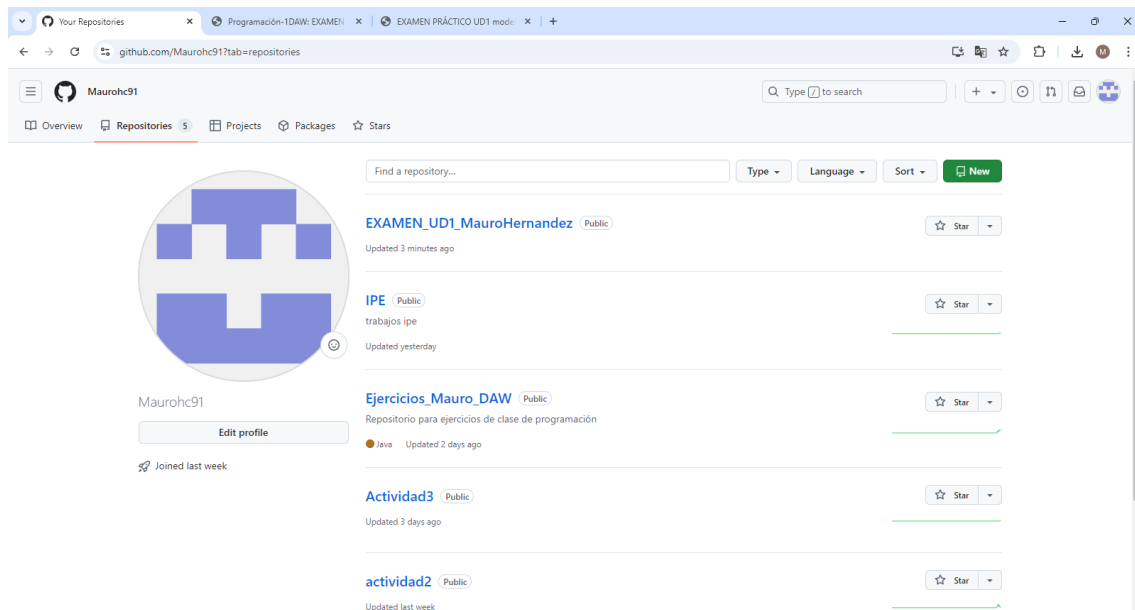 Your Repositories
Programación-1DAW: EXAMEN
EXAMEN PRÁCTICO UD1 mode
github.com/Maurohc91?tab=repositories
M
Maurohc91
Type / to search
Overview Repositories 5 Projects Packages Stars
Find a repository...
Type Language Sort New
EXAMEN_UD1_MauroHernandez Public
Star
Updated 3 minutes ago
IPE Public
Star
trabajos ipe
Updated yesterday
Maurohc91
Edit profile
Joined last week
Ejercicios_Mauro_DAW Public
Star
Repositorio para ejercicios de clase de programación
Java Updated 2 days ago
Actividad3 Public
Star
Updated 3 days ago
actividad2 Public
Star
Updated last week